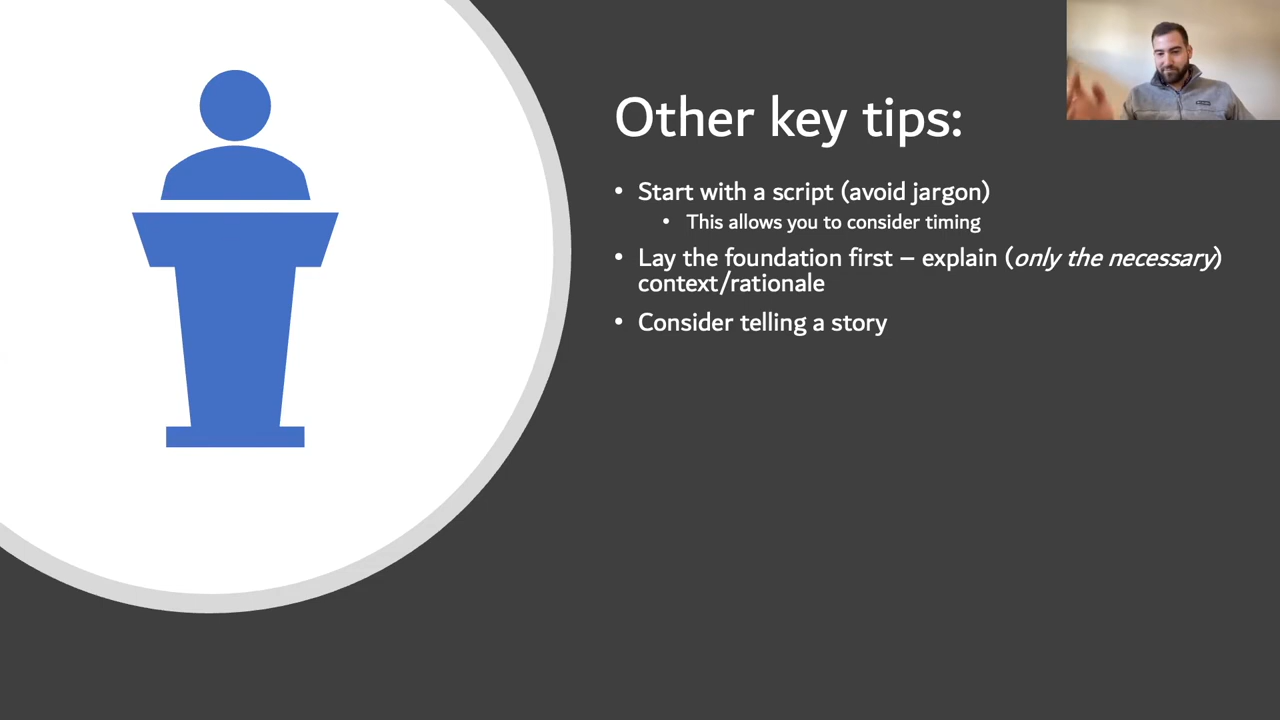 Other key tips:
• Start with a script (avoid jargon)
• This allows you to consider timing
• Lay the foundation first – explain (only the necessary)
context/rationale
• Consider telling a story